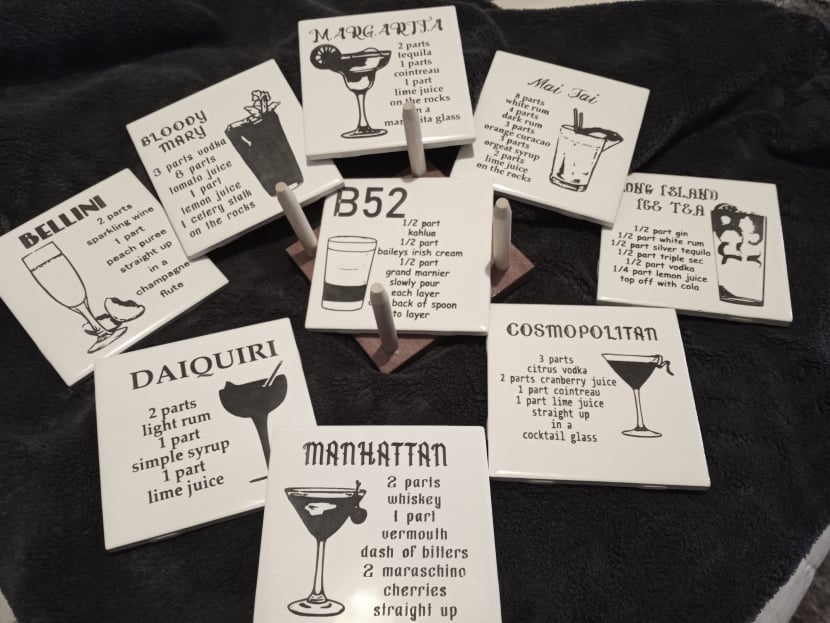 MARGARITA
2 parts
tequila
1 parts
cointreau
1 part
lime juice
on the rocks
in a
margarita glass
Mai Tai
8 parts
white rum
4 parts
dark rum
3 parts
orange curacao
3 parts
orgeat syrup
2 parts
lime juice
on the rocks
BLOODY
MARY
3 parts vodka
8 parts
tomato juice
1 part
lemon juice
1 celery stalk
on the rocks
LONG ISLAND
ICE TEA
1/2 part gin
1/2 part white rum
1/2 part silver tequila
1/2 part triple sec
1/2 part vodka
1/4 part lemon juice
top off with cola
BELLINI
2 parts
sparkling wine
1 part
peach puree
straight up
in a
champagne
flute
B52
1/2 part
kahlua
1/2 part
baileys irish cream
1/2 part
grand marnier
slowly pour
each layer
back of spoon
to layer
COSMOPOLITAN
3 parts
citrus vodka
2 parts cranberry juice
1 part cointreau
1 part lime juice
straight up
in a
cocktail glass
DAIQUIRI
2 parts
light rum
1 part
simple syrup
1 part
lime juice
MANHATTAN
2 parts
whiskey
1 part
vermouth
dash of bitters
2 maraschino
cherries
straight up